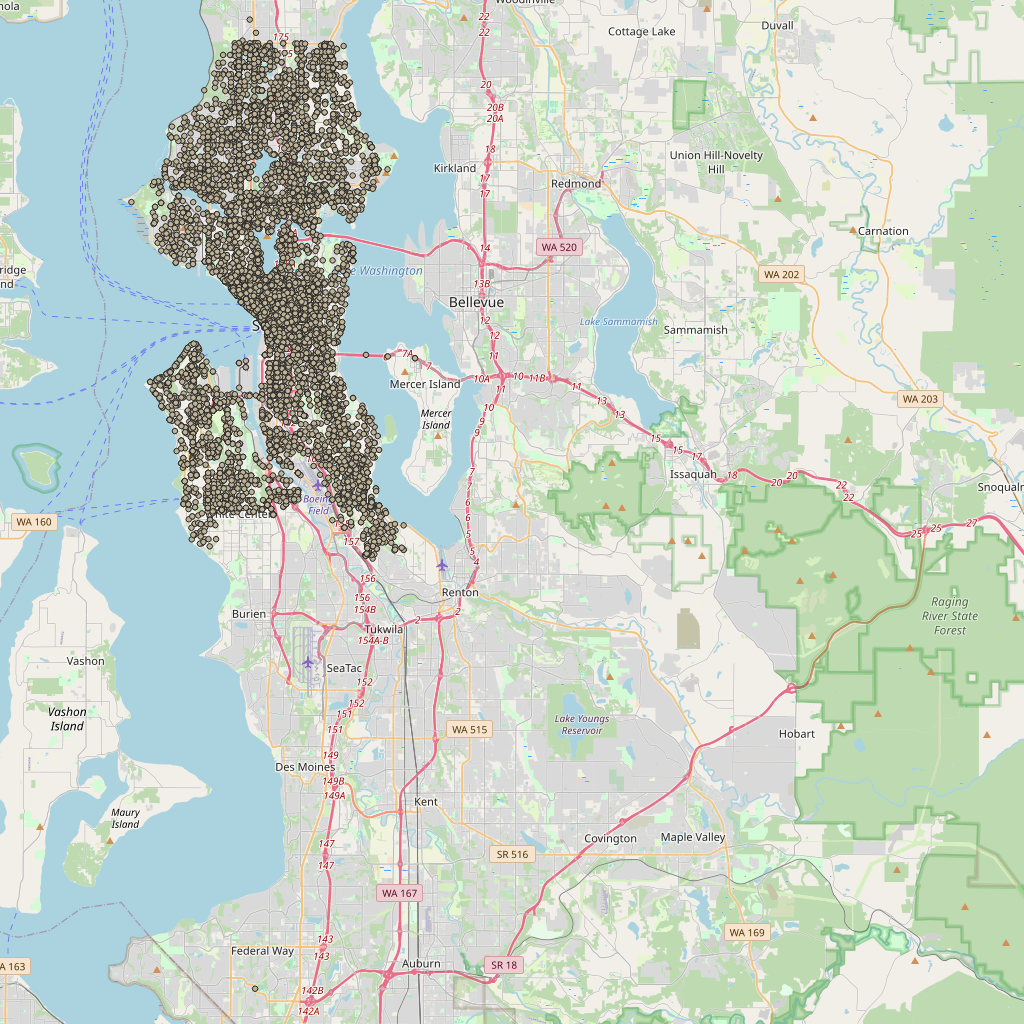 Woodinville
nola
22
22
Duvall
Cottage Lake
175
20
20B
20A
18
17
17
Kirkland
Union Hill-Novelty
Hill
Redmond
Carnation
ridge
nd
WA 520
14
Washington
13B
WA 202
Bellevue
12
12
11
Lake Sammamish
Sammamish
7A
7
Mercer Island
10A
10
11B
11
13
13
WA 203
10
9
9
Mercer
Island
15
15
17
Issaquah
18
20
20
22
22
7
6
6
5
5
4
Snoqualm
25
25
27
WA 160
Boeing
Field
157
156
156
154B
Renton
2
2
Burien
Tukwila
154A-B
Raging
River State
Forest
Vashon
SeaTac
152
152
151
151
Vashon
Island
WA 515
Lake Youngs
Reservoir
Hobart
149
149B
149A
Des Moines
Kent
Maury
Island
Covington
Maple Valley
147
147
SR 516
WA 167
WA 169
143
143
Federal Way
Auburn
SR 18
A 163
142B
142A